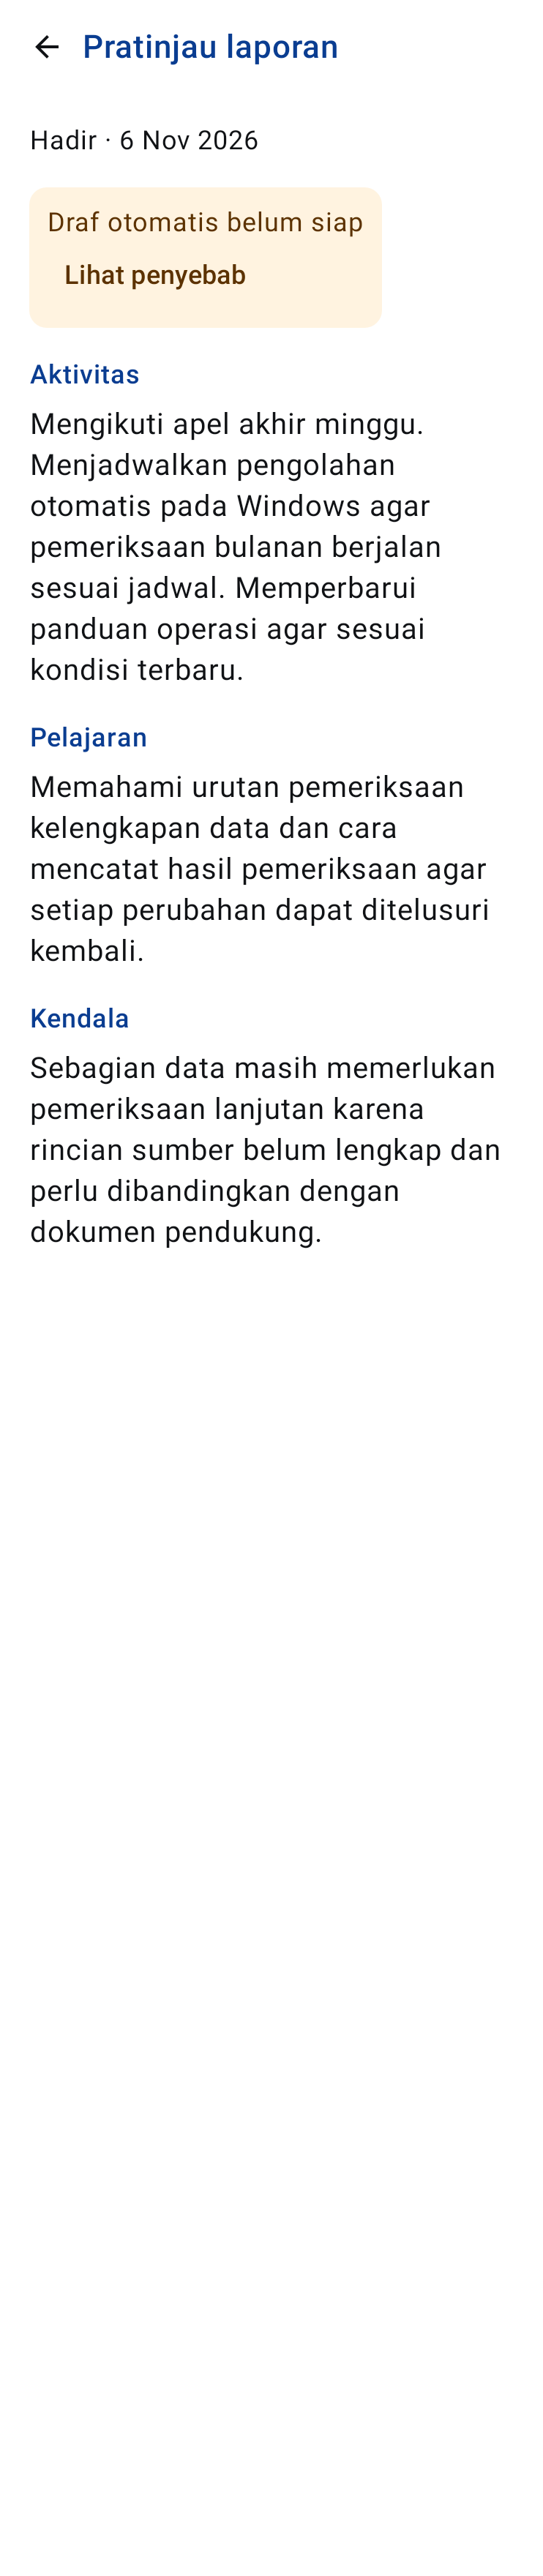 Pratinjau laporan
Hadir · 6 Nov 2026
Draf otomatis belum siap
Lihat penyebab
Aktivitas
Mengikuti apel akhir minggu.
Menjadwalkan pengolahan
otomatis pada Windows agar
pemeriksaan bulanan berjalan
sesuai jadwal. Memperbarui
panduan operasi agar sesuai
kondisi terbaru.
Pelajaran
Memahami urutan pemeriksaan
kelengkapan data dan cara
mencatat hasil pemeriksaan agar
setiap perubahan dapat ditelusuri
kembali.
Kendala
Sebagian data masih memerlukan
pemeriksaan lanjutan karena
rincian sumber belum lengkap dan
perlu dibandingkan dengan
dokumen pendukung.